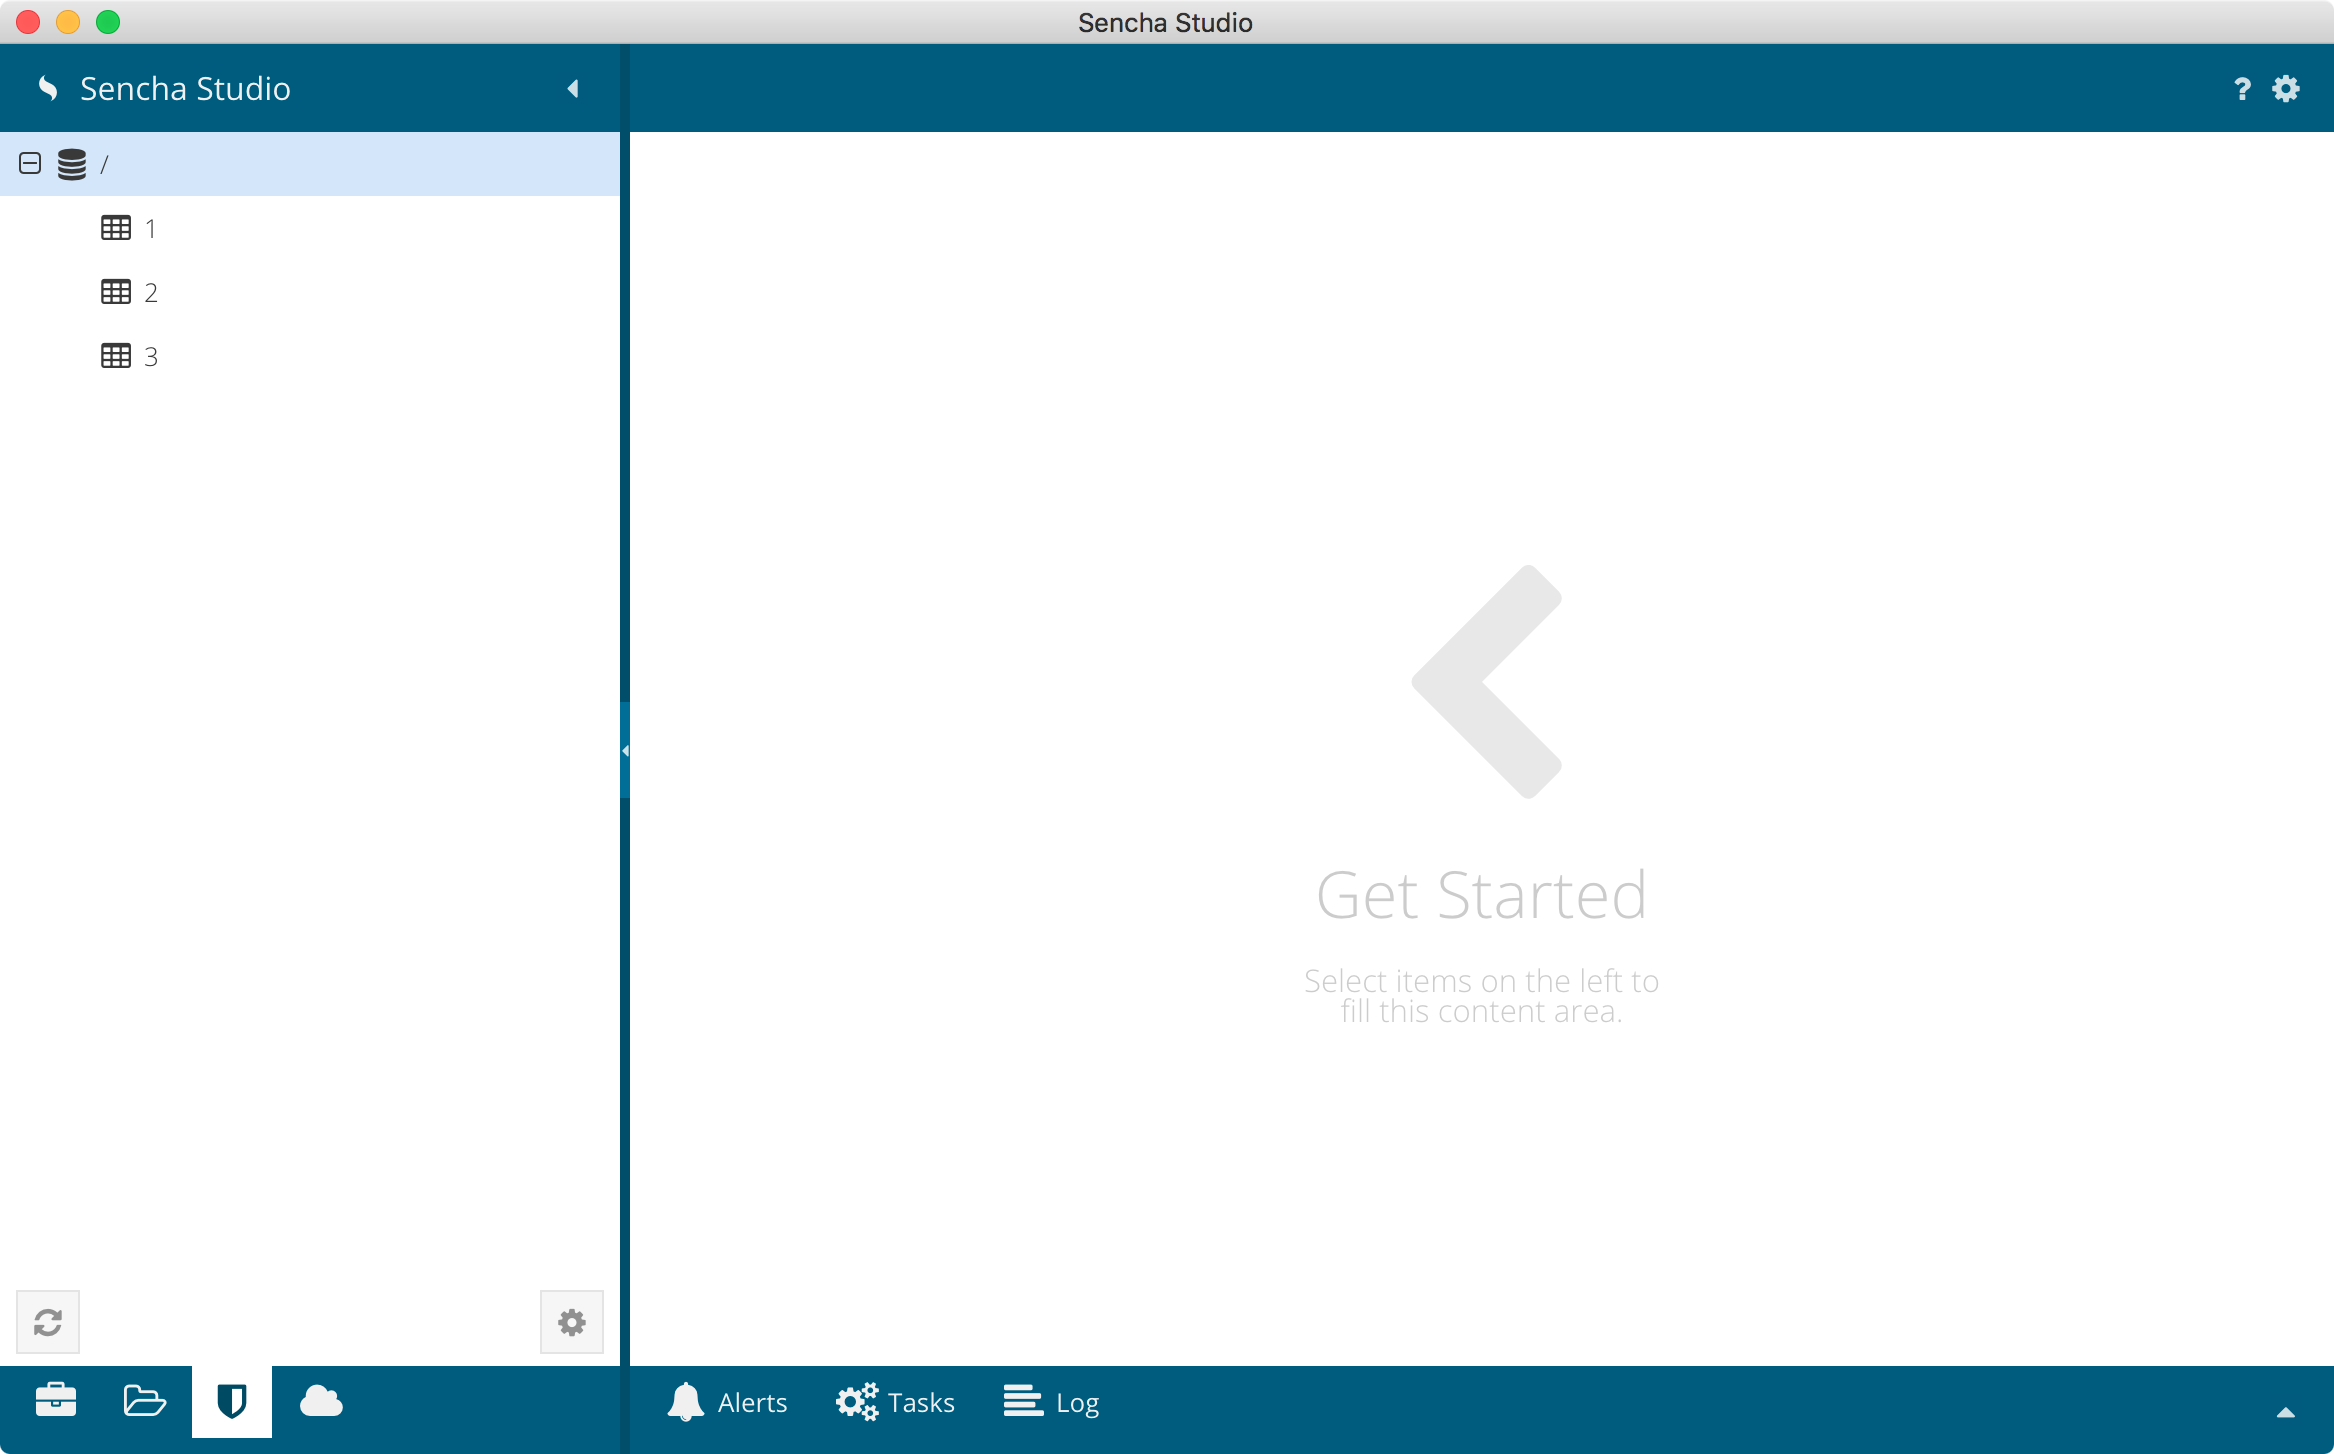 Sencha Studio
Sencha Studio
?
/
1
2
3
Get Started
Select items on the left to
fill this content area.
Alerts
Tasks
Log